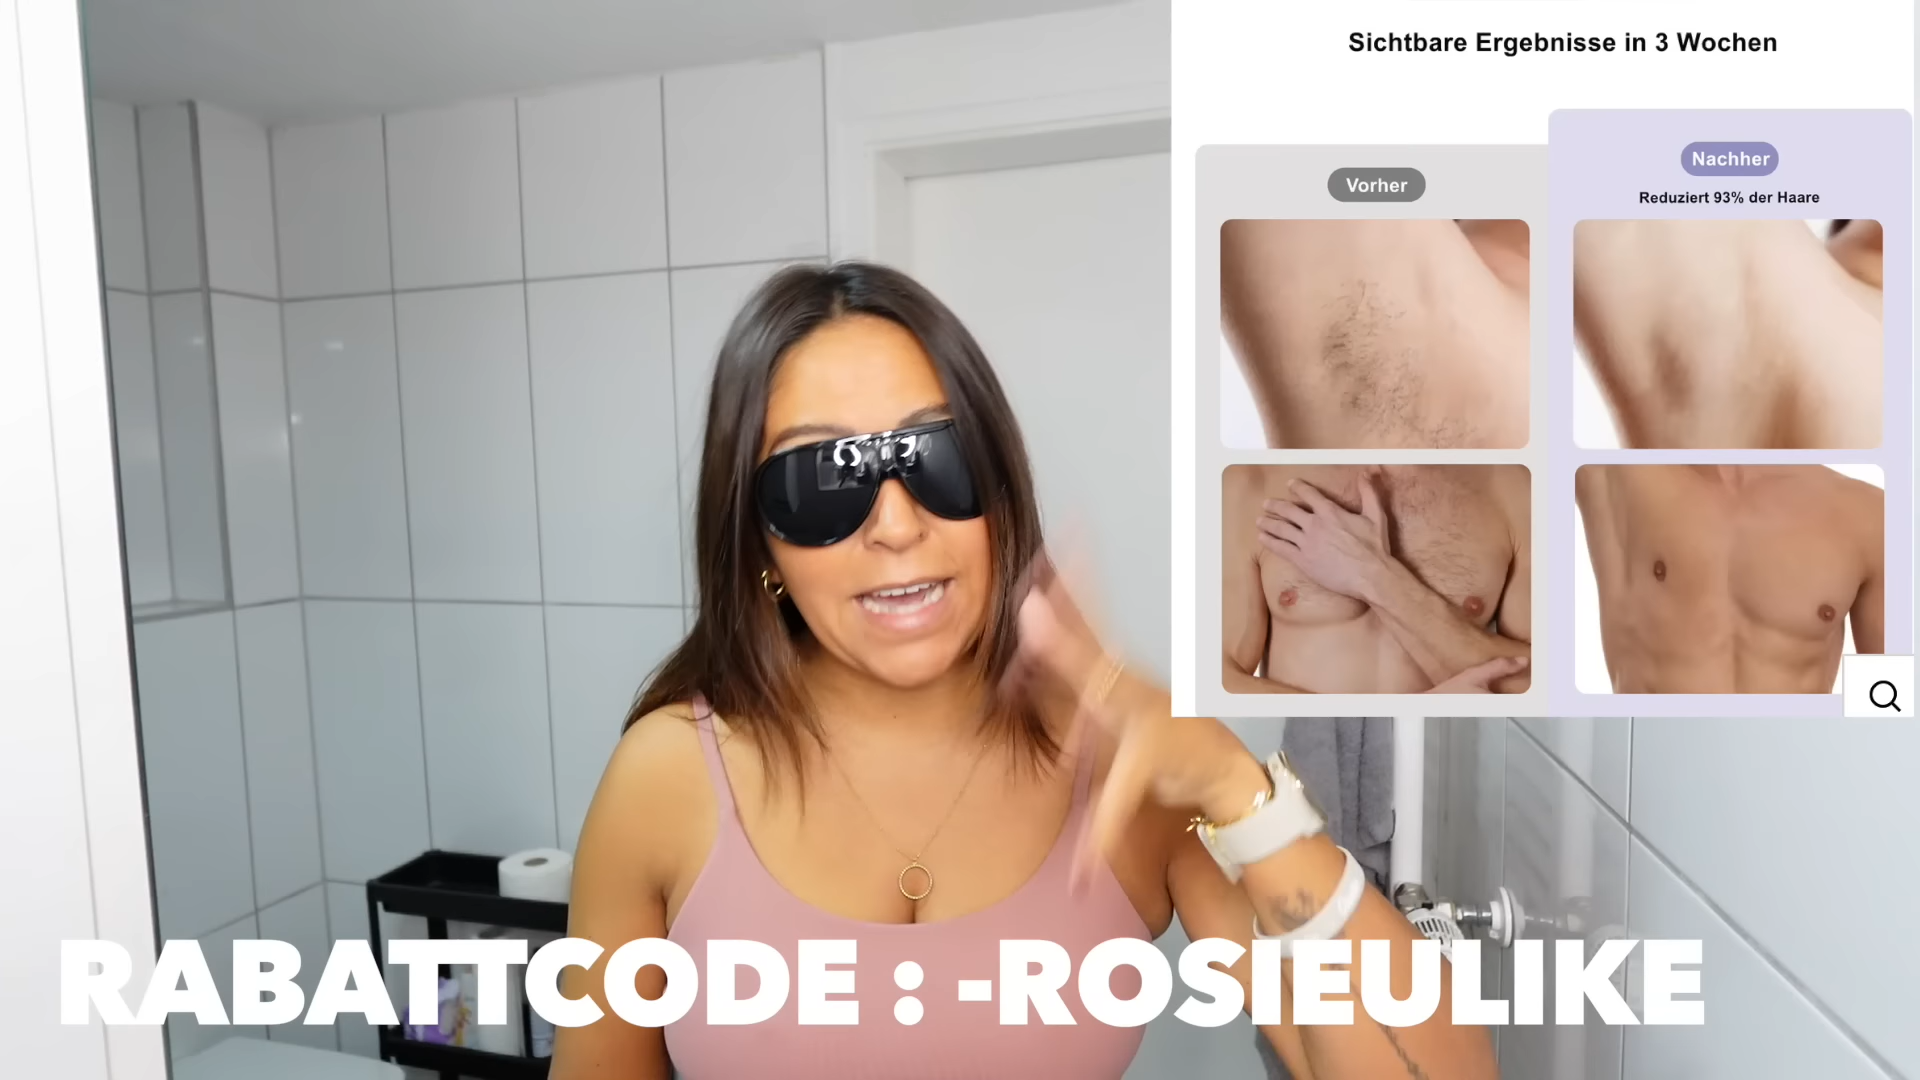 Sichtbare Ergebnisse in 3 Wochen
Vorher
Nachher
Reduziert 93% der Haare
RABATTCODE : -ROSIEULIKE